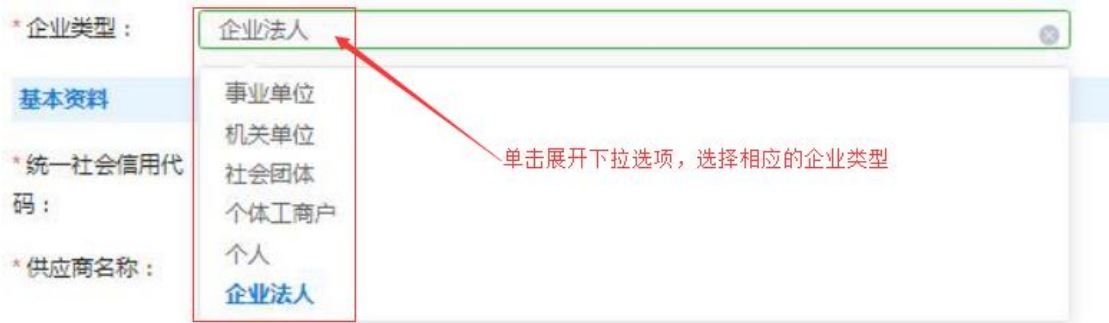 *企业类型：
企业法人
事业单位
基本资料
机关单位
单击展开下拉选项，选择相应的企业类型
*统一社会信用代
码：
社会团体
个体工商户
个人
*供应商名称：
企业法人